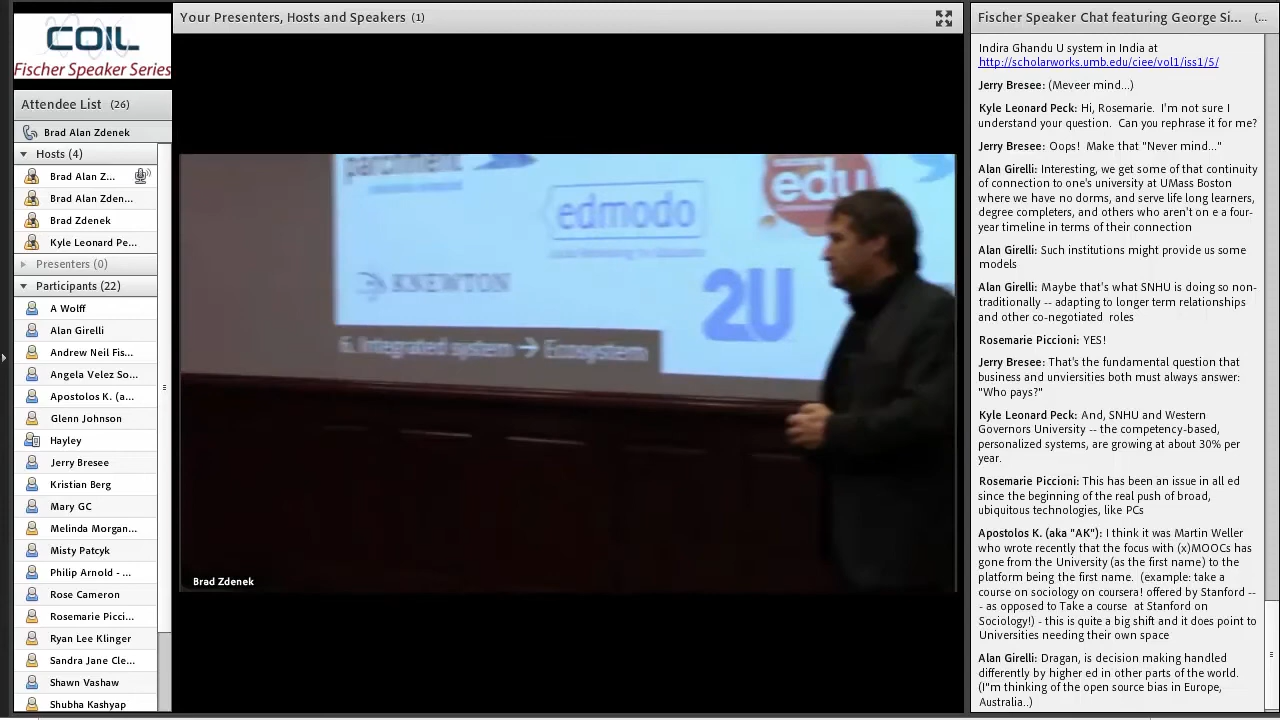 COIL
Fischer Speaker Series
Attendee List (26)
Brad Alan Zdenek
Hosts (4)
Brad Alan Z...
Brad Alan Zden...
Brad Zdenek
Kyle Leonard Pe...
Presenters (0)
Participants (22)
A Wolff
Alan Girelli
Andrew Neil Fis...
Angela Velez So...
Apostolos K. (a...
Glenn Johnson
Hayley
Jerry Bresee
Kristian Berg
Mary GC
Melinda Morgan...
Misty Patcyk
Philip Arnold - ...
Rose Cameron
Rosemarie Picci...
Ryan Lee Klinger
Sandra Jane Cle...
Shawn Vashaw
Shubha Kashyap
Your Presenters, Hosts and Speakers (1)
parchment
edmodo
edu
KNEWTON
2U
6. Integrated system → Ecosystem
Brad Zdenek
Fischer Speaker Chat featuring George Si... (...
Indira Ghandu U system in India at
http://scholarworks.umb.edu/ciee/vol1/iss1/5/
Jerry Bresee: (Meveer mind...)
Kyle Leonard Peck: Hi, Rosemarie. I'm not sure I
understand your question. Can you rephrase it for me?
Jerry Bresee: Oops! Make that "Never mind..."
Alan Girelli: Interesting, we get some of that continuity
of connection to one's university at UMass Boston
where we have no dorms, and serve life long learners,
degree completers, and others who aren't on e a four-
year timeline in terms of their connection
Alan Girelli: Such institutions might provide us some
models
Alan Girelli: Maybe that's what SNHU is doing so non-
traditionally -- adapting to longer term relationships
and other co-negotiated roles
Rosemarie Piccioni: YES!
Jerry Bresee: That's the fundamental question that
business and unviersities both must always answer:
"Who pays?"
Kyle Leonard Peck: And, SNHU and Western
Governors University -- the competency-based,
personalized systems, are growing at about 30% per
year.
Rosemarie Piccioni: This has been an issue in all ed
since the beginning of the real push of broad,
ubiquitous technologies, like PCs
Apostolos K. (aka "AK"): I think it was Martin Weller
who wrote recently that the focus with (x)MOOCs has
gone from the University (as the first name) to the
platform being the first name. (example: take a
course on sociology on coursera! offered by Stanford --
- as opposed to Take a course at Stanford on
Sociology!) - this is quite a big shift and it does point to
Universities needing their own space
Alan Girelli: Dragan, is decision making handled
differently by higher ed in other parts of the world.
(I"m thinking of the open source bias in Europe,
Australia..)